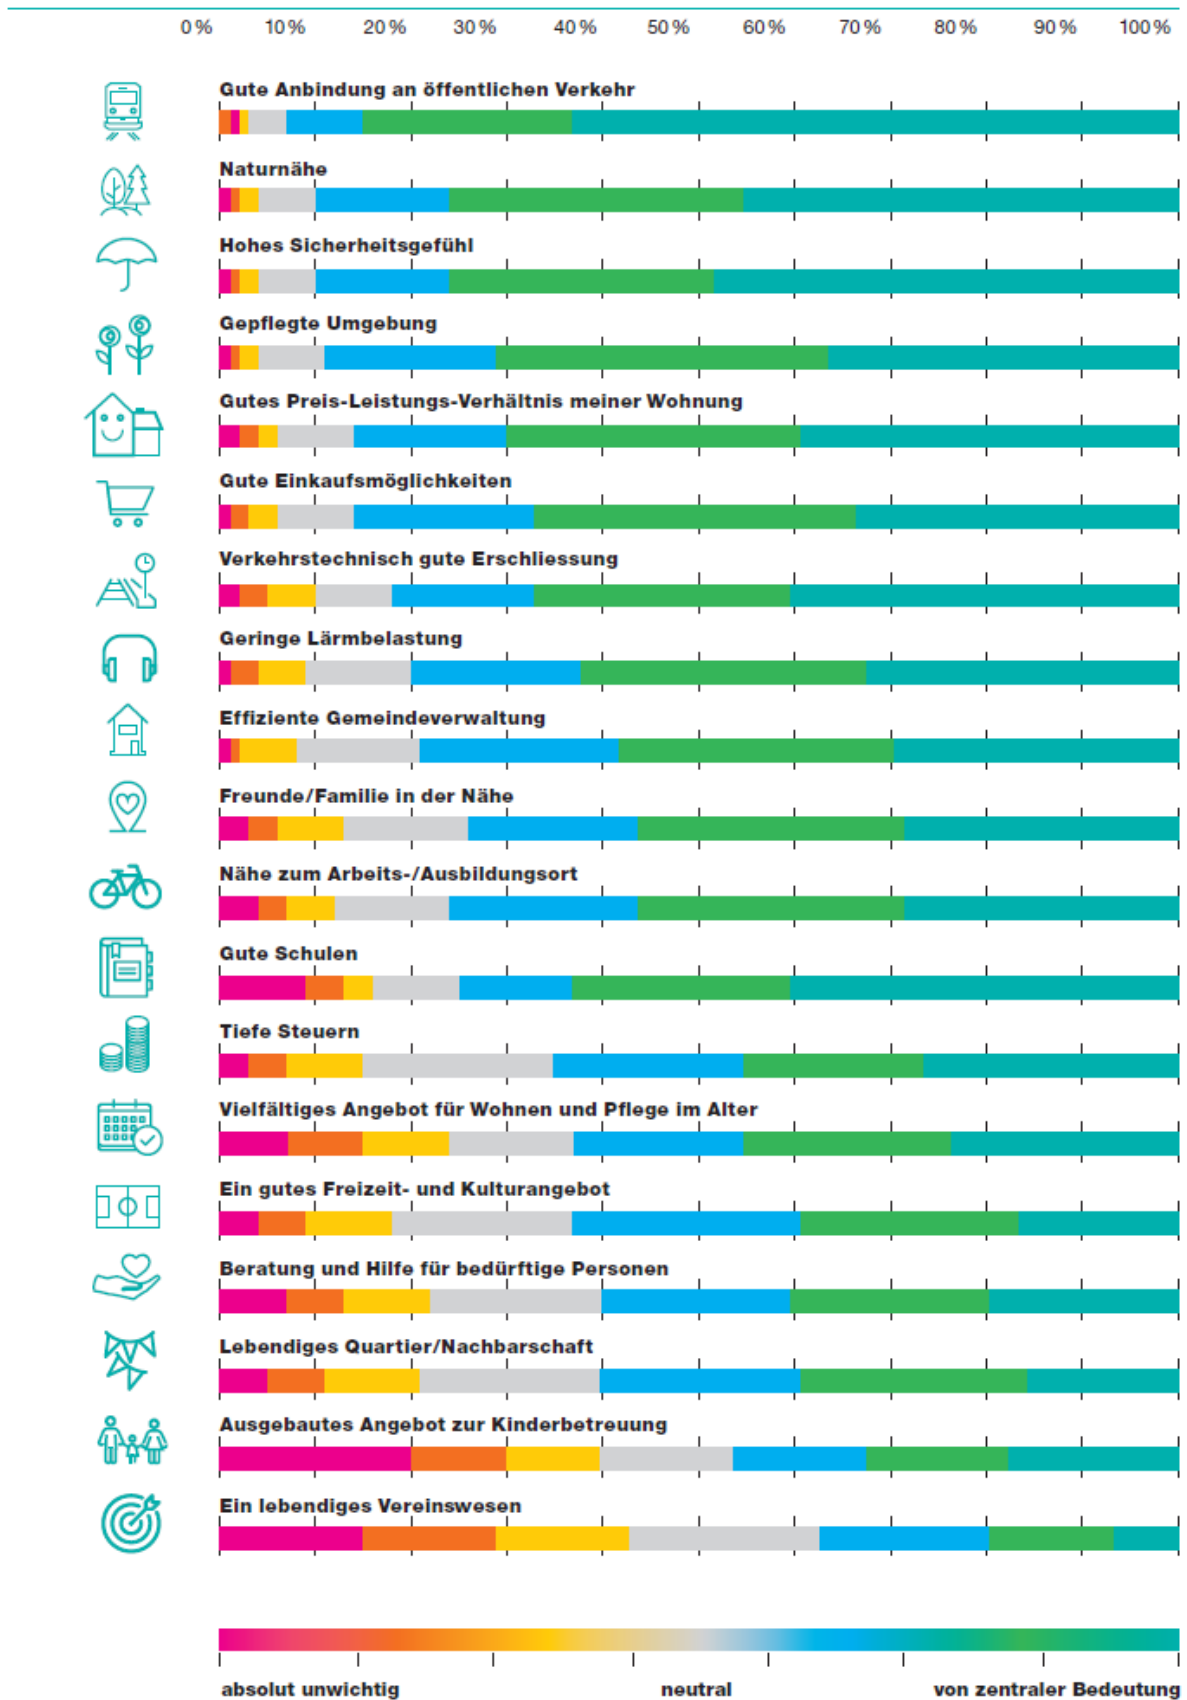 0% 10% 20% 30% 40% 50% 60% 70% 80% 90% 100%
Gute Anbindung an öffentlichen Verkehr
Naturnähe
Hohes Sicherheitsgefühl
Gepflegte Umgebung
Gutes Preis-Leistungs-Verhältnis meiner Wohnung
Gute Einkaufsmöglichkeiten
Verkehrstechnisch gute Erschliessung
Geringe Lärmbelastung
Effiziente Gemeindeverwaltung
Freunde/Familie in der Nähe
Nähe zum Arbeits-/Ausbildungsort
Gute Schulen
Tiefe Steuern
Vielfältiges Angebot für Wohnen und Pflege im Alter
Ein gutes Freizeit- und Kulturangebot
Beratung und Hilfe für bedürftige Personen
Lebendiges Quartier/Nachbarschaft
Ausgebautes Angebot zur Kinderbetreuung
Ein lebendiges Vereinswesen
absolut unwichtig neutral von zentraler Bedeutung